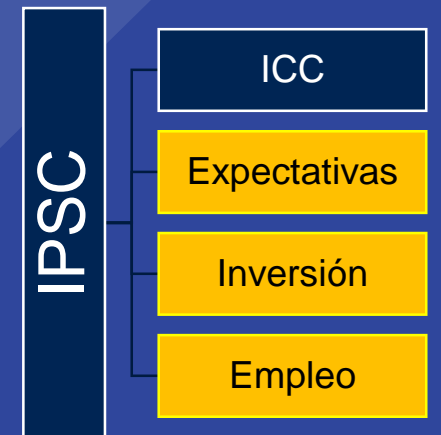 IPSC
ICC
Expectativas
Inversión
Empleo